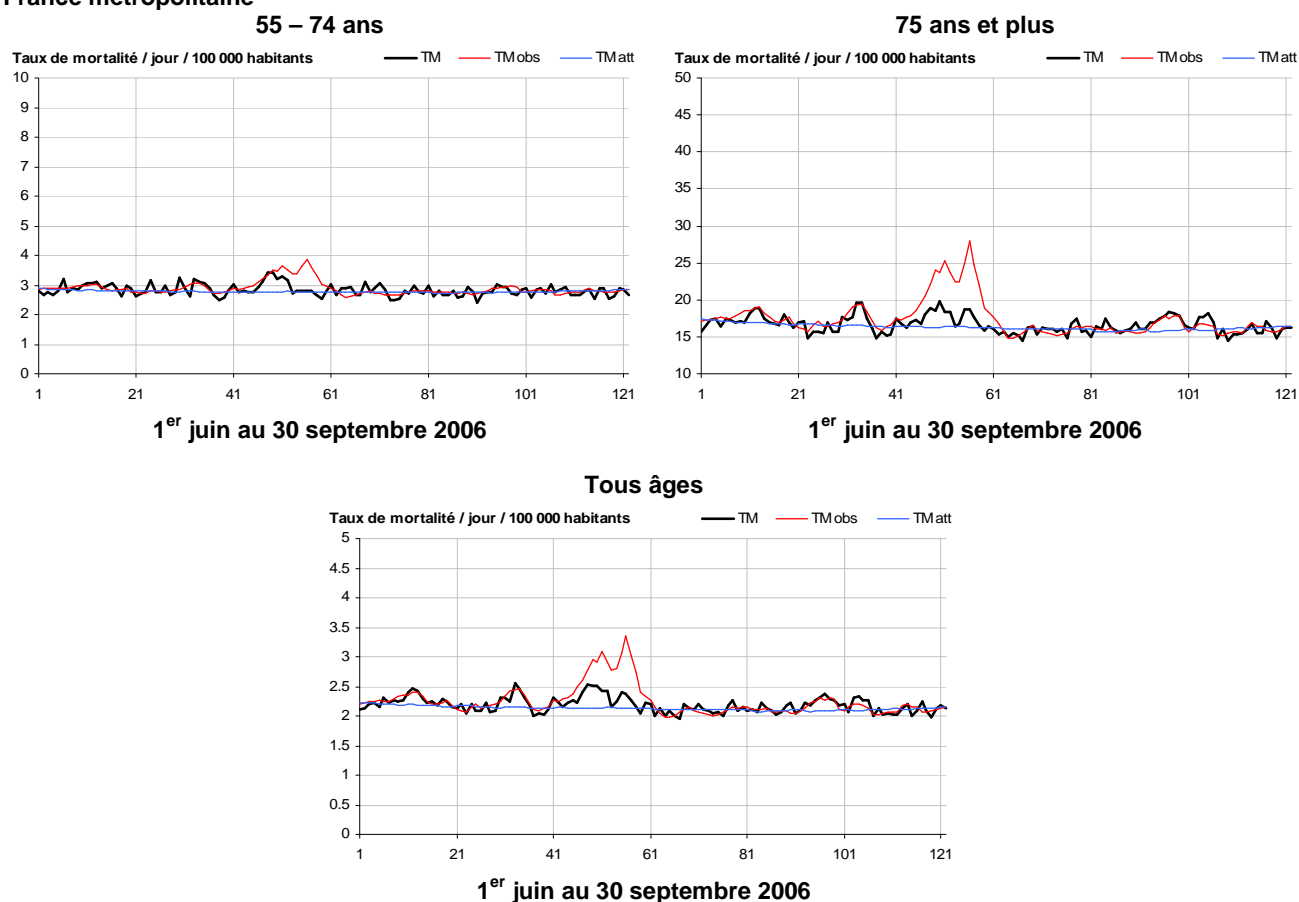 France métropolitaine
55 – 74 ans
Taux de mortalité / jour / 100 000 habitants
TM TMobs TMatt
10
9
8
7
6
5
4
3
2
1
0
1 21 41 61 81 101 121
1er juin au 30 septembre 2006
75 ans et plus
Taux de mortalité / jour / 100 000 habitants
TM TMobs TMatt
50
45
40
35
30
25
20
15
10
1 21 41 61 81 101 121
1er juin au 30 septembre 2006
Tous âges
Taux de mortalité / jour / 100 000 habitants
TM TMobs TMatt
5
4.5
4
3.5
3
2.5
2
1.5
1
0.5
0
1 21 41 61 81 101 121
1er juin au 30 septembre 2006